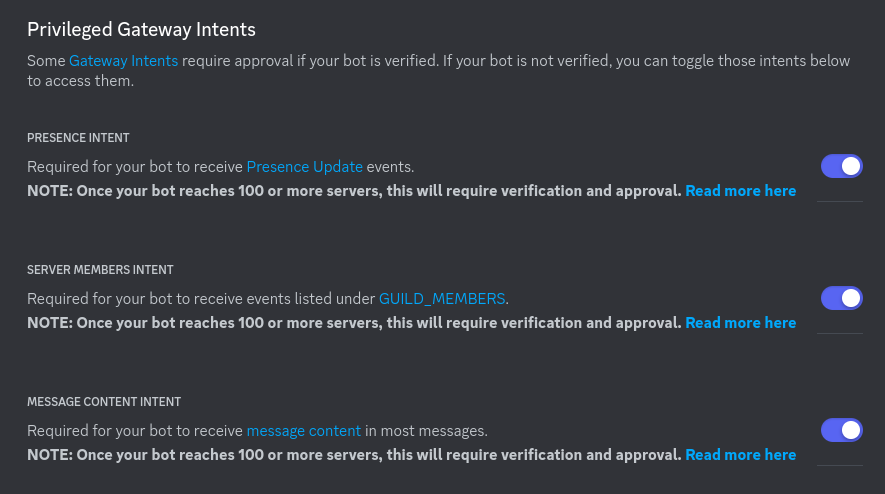 Privileged Gateway Intents
Some Gateway Intents require approval if your bot is verified. If your bot is not verified, you can toggle those intents below
to access them.
PRESENCE INTENT
Required for your bot to receive Presence Update events.
NOTE: Once your bot reaches 100 or more servers, this will require verification and approval. Read more here
SERVER MEMBERS INTENT
Required for your bot to receive events listed under GUILD_MEMBERS.
NOTE: Once your bot reaches 100 or more servers, this will require verification and approval. Read more here
MESSAGE CONTENT INTENT
Required for your bot to receive message content in most messages.
NOTE: Once your bot reaches 100 or more servers, this will require verification and approval. Read more here